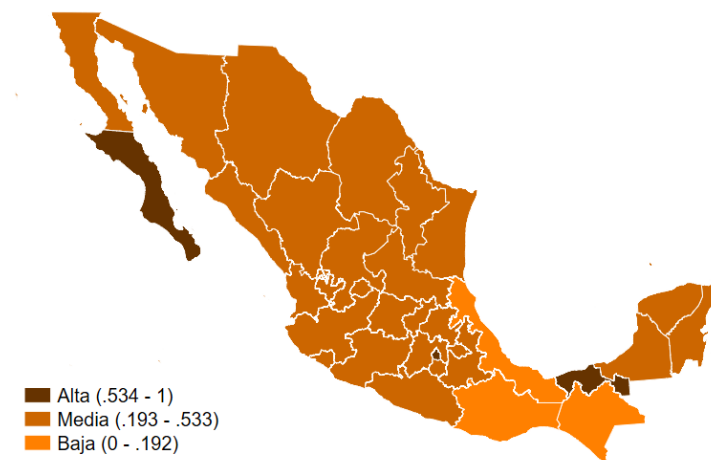 Alta (.534 - 1)
Media (.193 - .533)
Baja (0 - .192)